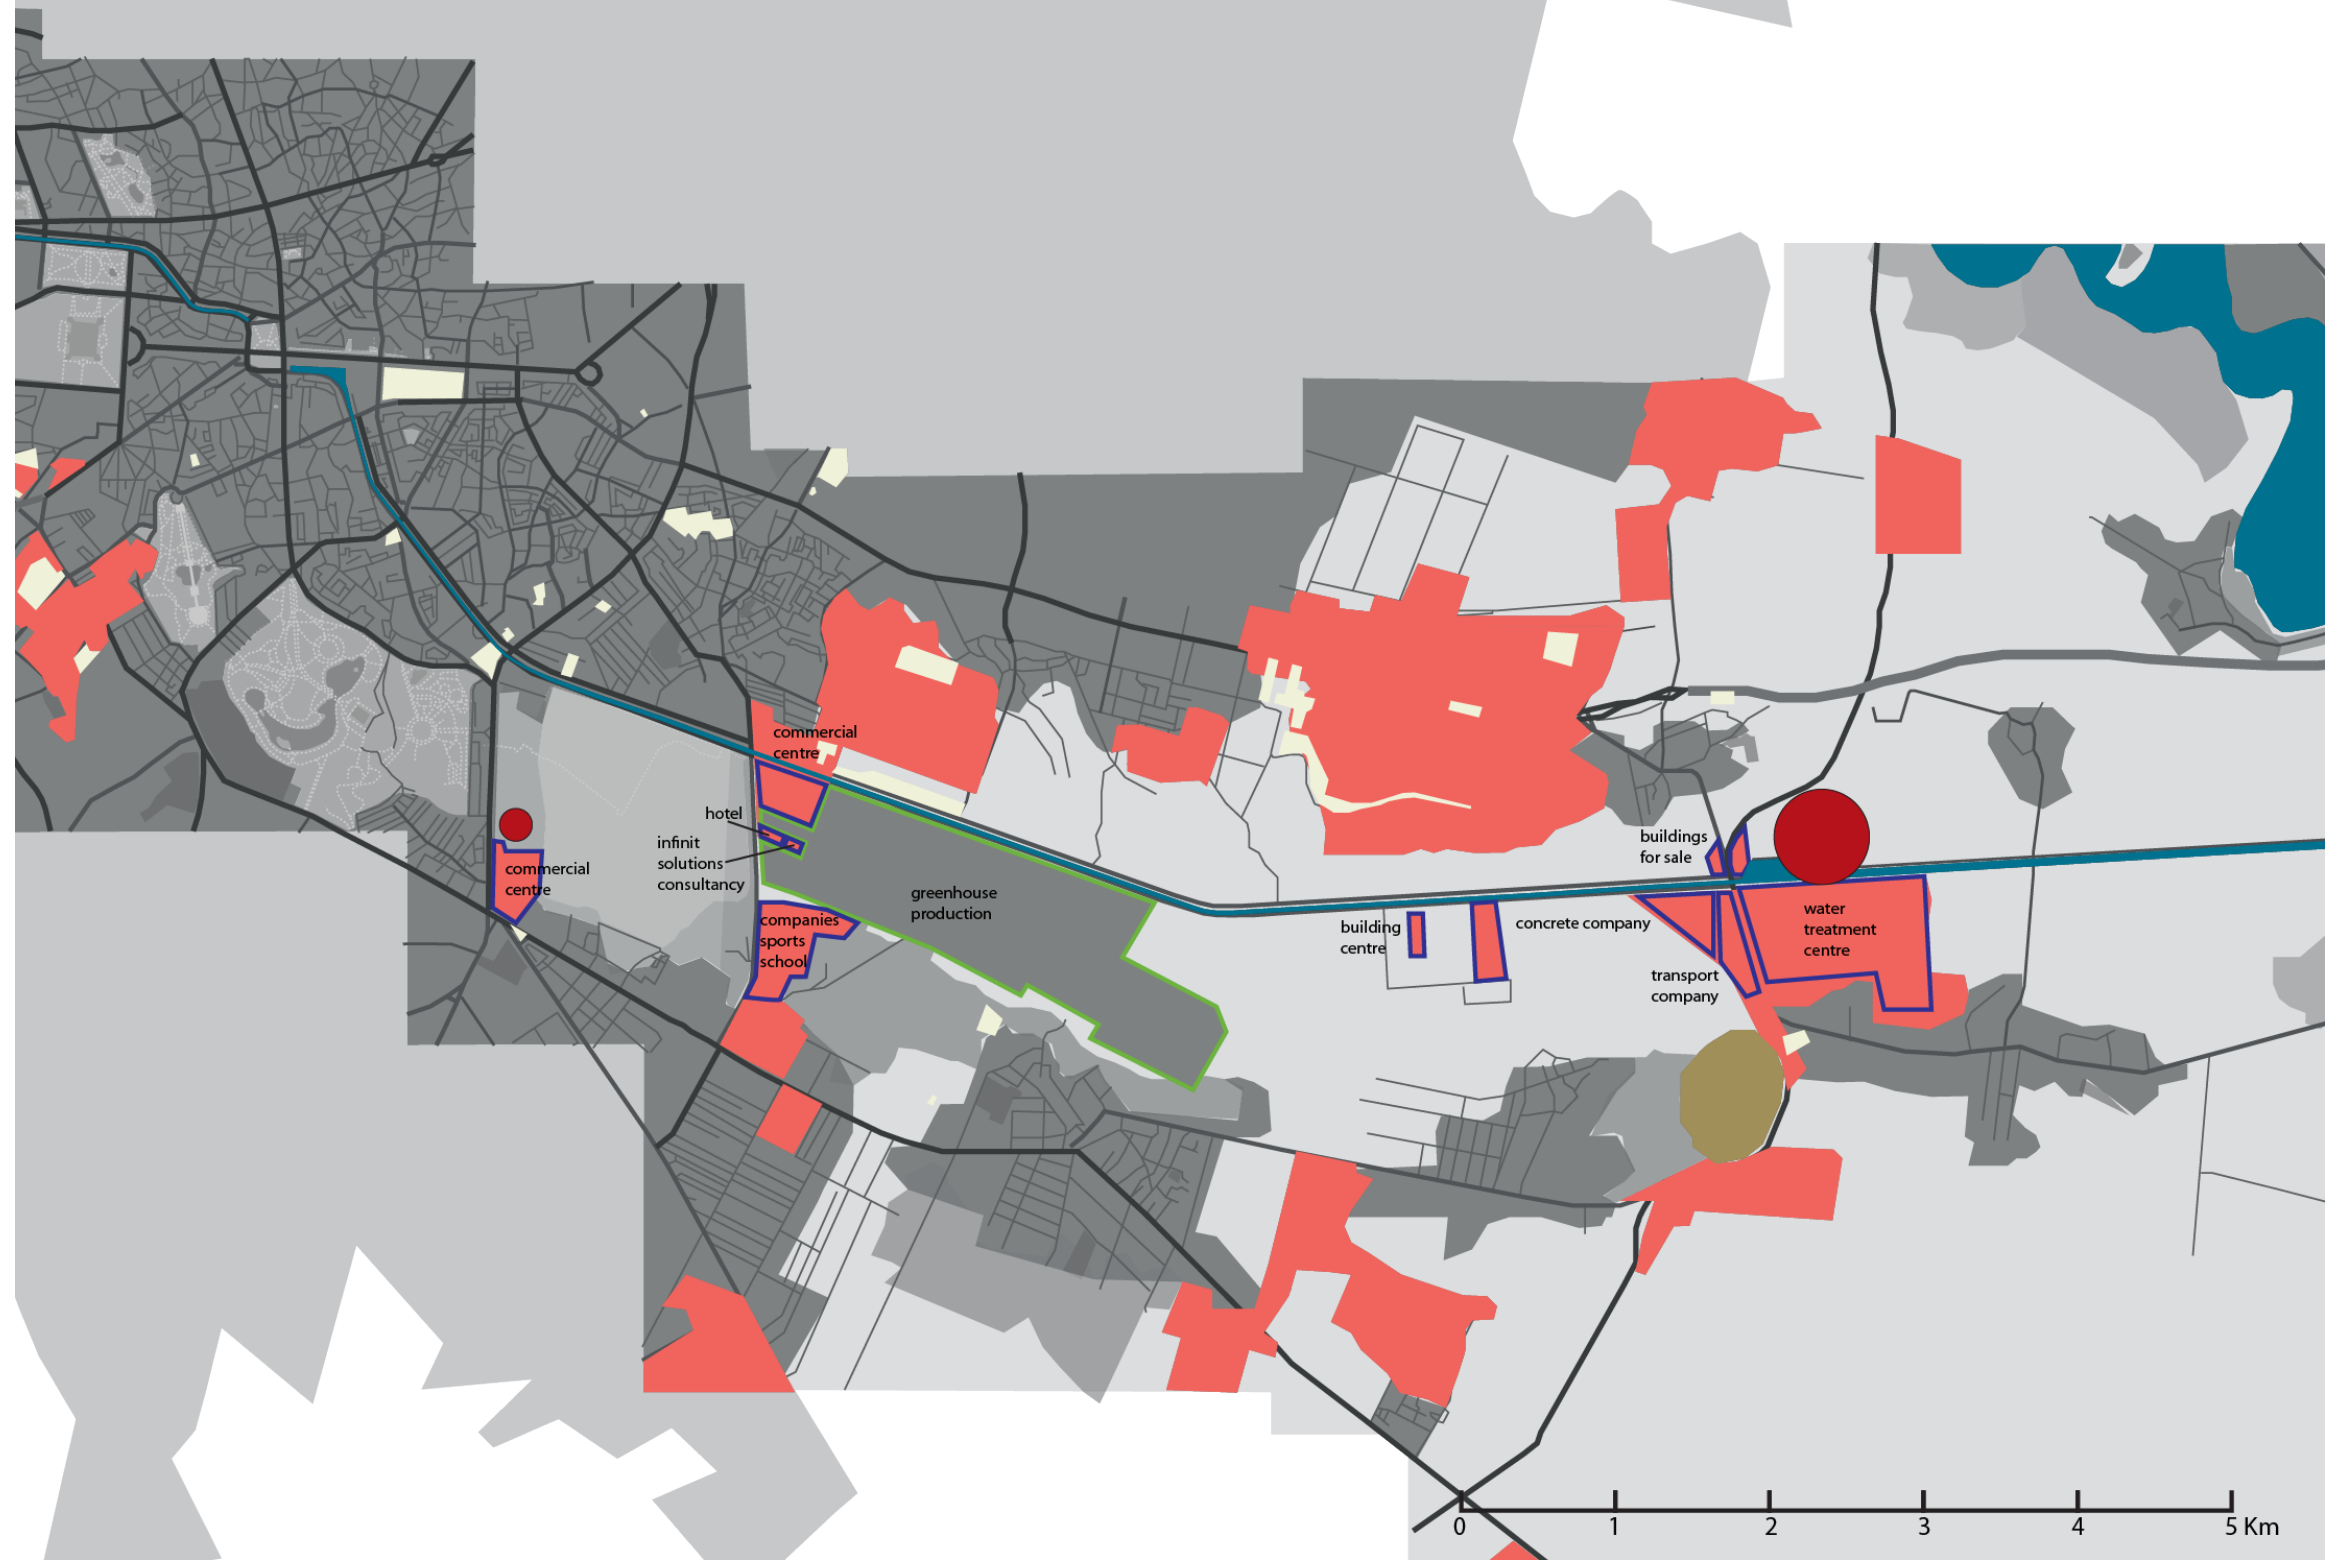 commercial
centre
hotel
infinit
solutions
consultancy
commercial
centre
greenhouse
production
companies
sports
school
buildings
for sale
building
centre
concrete company
water
treatment
centre
transport
company
0 1 2 3 4 5 Km